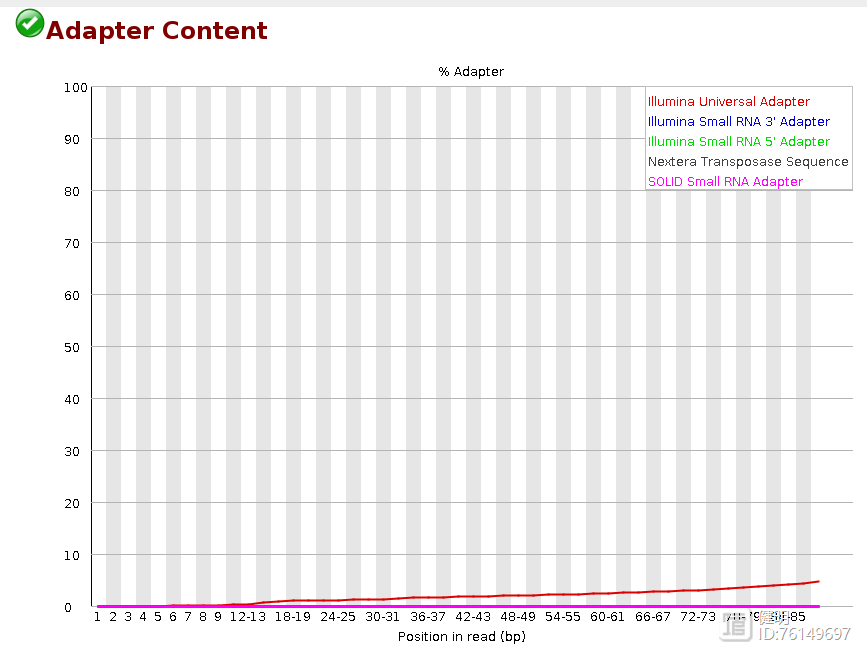 Adapter Content
% Adapter
100
90
80
70
60
50
40
30
20
10
0
Illumina Universal Adapter
Illumina Small RNA 3' Adapter
Illumina Small RNA 5' Adapter
Nextera Transposase Sequence
SOLID Small RNA Adapter
1 2 3 4 5 6 7 8 9 12-13 18-19 24-25 30-31 36-37 42-43 48-49 54-55 60-61 66-67 72-73
Position in read (bp)
ID:76149697